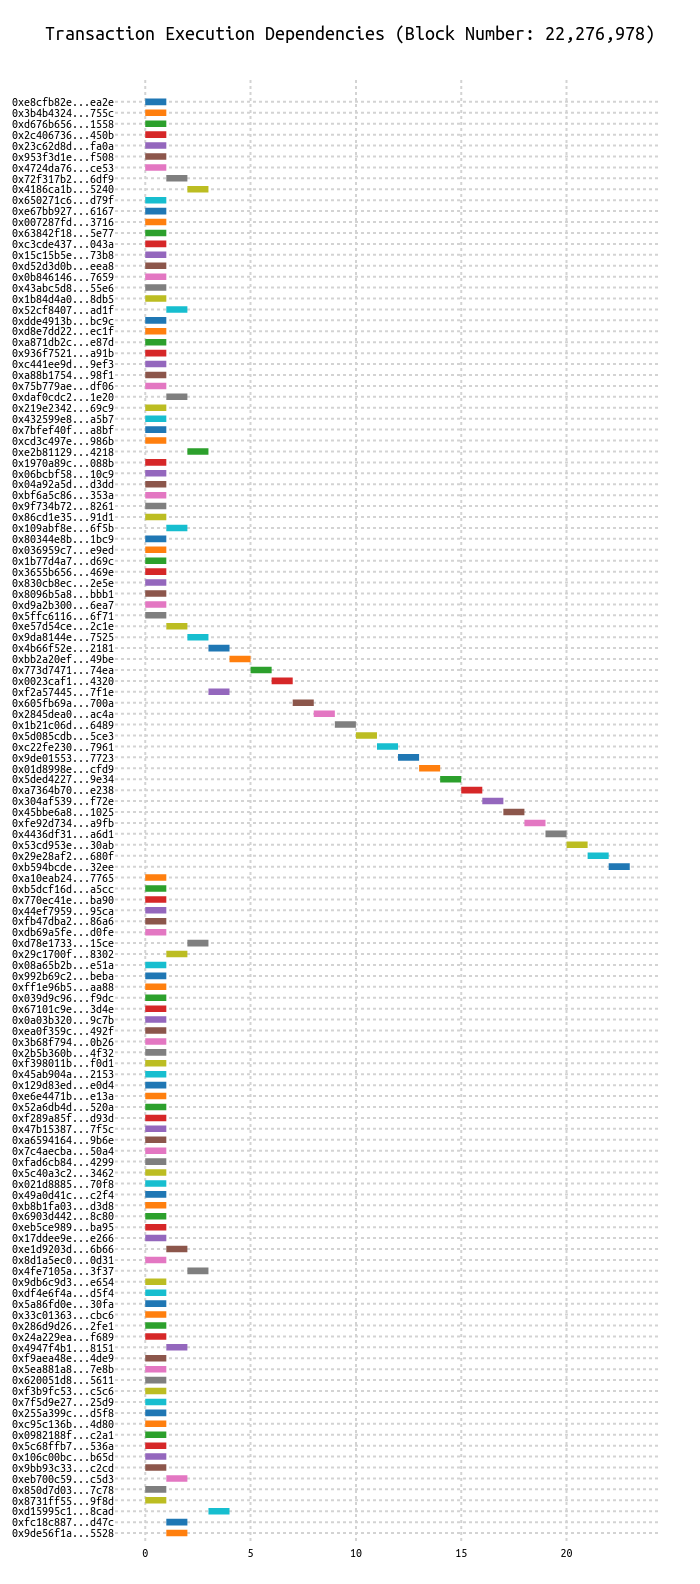 Transaction Execution Dependencies (Block Number: 22,276,978)
0xe8cfb82e...ea2e
0x3b4b4324...755c
0xd676b656...1558
0x2c406736...450b
0x23c62d8d...fa0a
0x953f3d1e...f508
0x4724da76...ce53
0x72f317b2...6df9
0x4186ca1b...5240
0x650271c6...d79f
0xe67bb927...6167
0x007287fd...3716
0x63842f18...5e77
0xc3cde437...043a
0x15c15b5e...73b8
0xd52d3d0b...eea8
0x0b846146...7659
0x43abc5d8...55e6
0x1b84d4a0...8db5
0x52cf8407...ad1f
0xdde4913b...bc9c
0xd8e7dd22...ec1f
0xa871db2c...e87d
0x936f7521...a91b
0xc441ee9d...9ef3
0xa88b1754...98f1
0x75b779ae...df06
0xdaf0cdc2...1e20
0x219e2342...69c9
0x432599e8...a5b7
0x7bfef40f...a8bf
0xcd3c497e...986b
0xe2b81129...4218
0x1970a89c...088b
0x06bcbf58...10c9
0x04a92a5d...d3dd
0xbf6a5c86...353a
0x9f734b72...8261
0x86cd1e35...91d1
0x109abf8e...6f5b
0x80344e8b...1bc9
0x036959c7...e9ed
0x1b77d4a7...d69c
0x3655b656...469e
0x830cb8ec...2e5e
0x8096b5a8...bbb1
0xd9a2b300...6ea7
0x5ffc6116...6f71
0xe57d54ce...2c1e
0x9da8144e...7525
0x4b66f52e...2181
0xbb2a20ef...49be
0x773d7471...74ea
0x0023caf1...4320
0xf2a57445...7f1e
0x605fb69a...700a
0x2845dea0...ac4a
0x1b21c06d...6489
0x5d085cdb...5ce3
0xc22fe230...7961
0x9de01553...7723
0x01d8998e...cfd9
0x5ded4227...9e34
0xa7364b70...e238
0x304af539...f72e
0x45bbe6a8...1025
0xfe92d734...a9fb
0x4436df31...a6d1
0x53cd953e...30ab
0x29e28af2...680f
0xb594bcde...32ee
0xa10eab24...7765
0xb5dcf16d...a5cc
0x770ec41e...ba90
0x44ef7959...95ca
0xfb47dba2...86a6
0xdb69a5fe...d0fe
0xd78e1733...15ce
0x29c1700f...8302
0x08a65b2b...e51a
0x992b69c2...beba
0xff1e96b5...aa88
0x039d9c96...f9dc
0x67101c9e...3d4e
0x0a03b320...9c7b
0xea0f359c...492f
0x3b68f794...0b26
0x2b5b360b...4f32
0xf398011b...f0d1
0x45ab904a...2153
0x129d83ed...e0d4
0xe6e4471b...e13a
0x52a6db4d...520a
0xf289a85f...d93d
0x47b15387...7f5c
0xa6594164...9b6e
0x7c4aecba...50a4
0xfad6cb84...4299
0x5c40a3c2...3462
0x021d8885...70f8
0x49a0d41c...c2f4
0xb8b1fa03...d3d8
0x6903d442...8c80
0xeb5ce989...ba95
0x17ddee9e...e266
0xe1d9203d...6b66
0x8d1a5ec0...0d31
0x4fe7105a...3f37
0x9db6c9d3...e654
0xdf4e6f4a...d5f4
0x5a86fd0e...30fa
0x33c01363...cbc6
0x286d9d26...2fe1
0x24a229ea...f689
0x4947f4b1...8151
0xf9aea48e...4de9
0x5ea881a8...7e8b
0x620051d8...5611
0xf3b9fc53...c5c6
0x7f5d9e27...25d9
0x255a399c...d5f8
0xc95c136b...4d80
0x0982188f...c2a1
0x5c68ffb7...536a
0x106c00bc...b65d
0x9bb93c33...c2cd
0xeb700c59...c5d3
0x850d7d03...7c78
0x8731ff55...9f8d
0xd15995c1...8cad
0xfc18c887...d47c
0x9de56f1a...5528
0 5 10 15 20